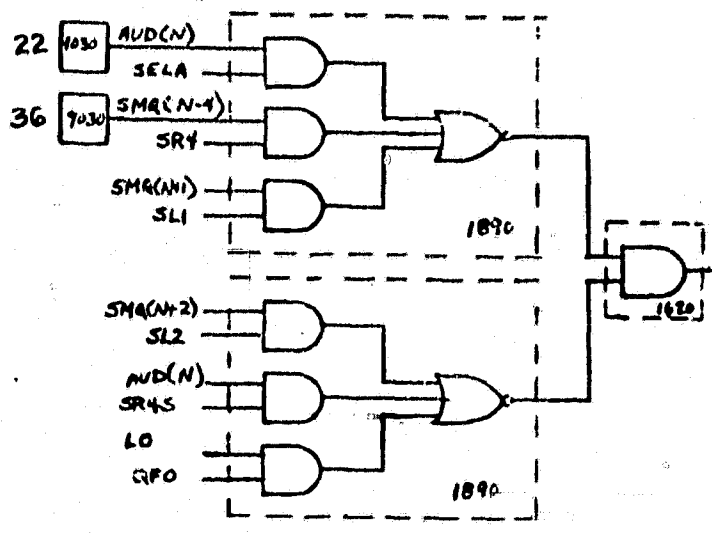 22 9030 AUD(N)
SELA
36 9030 SMQ(N-4)
SR4
SMQ(N+1)
SL1
1890
SMQ(N+2)
SL2
1620
AUD(N)
SR4S
LO
QFO
1890